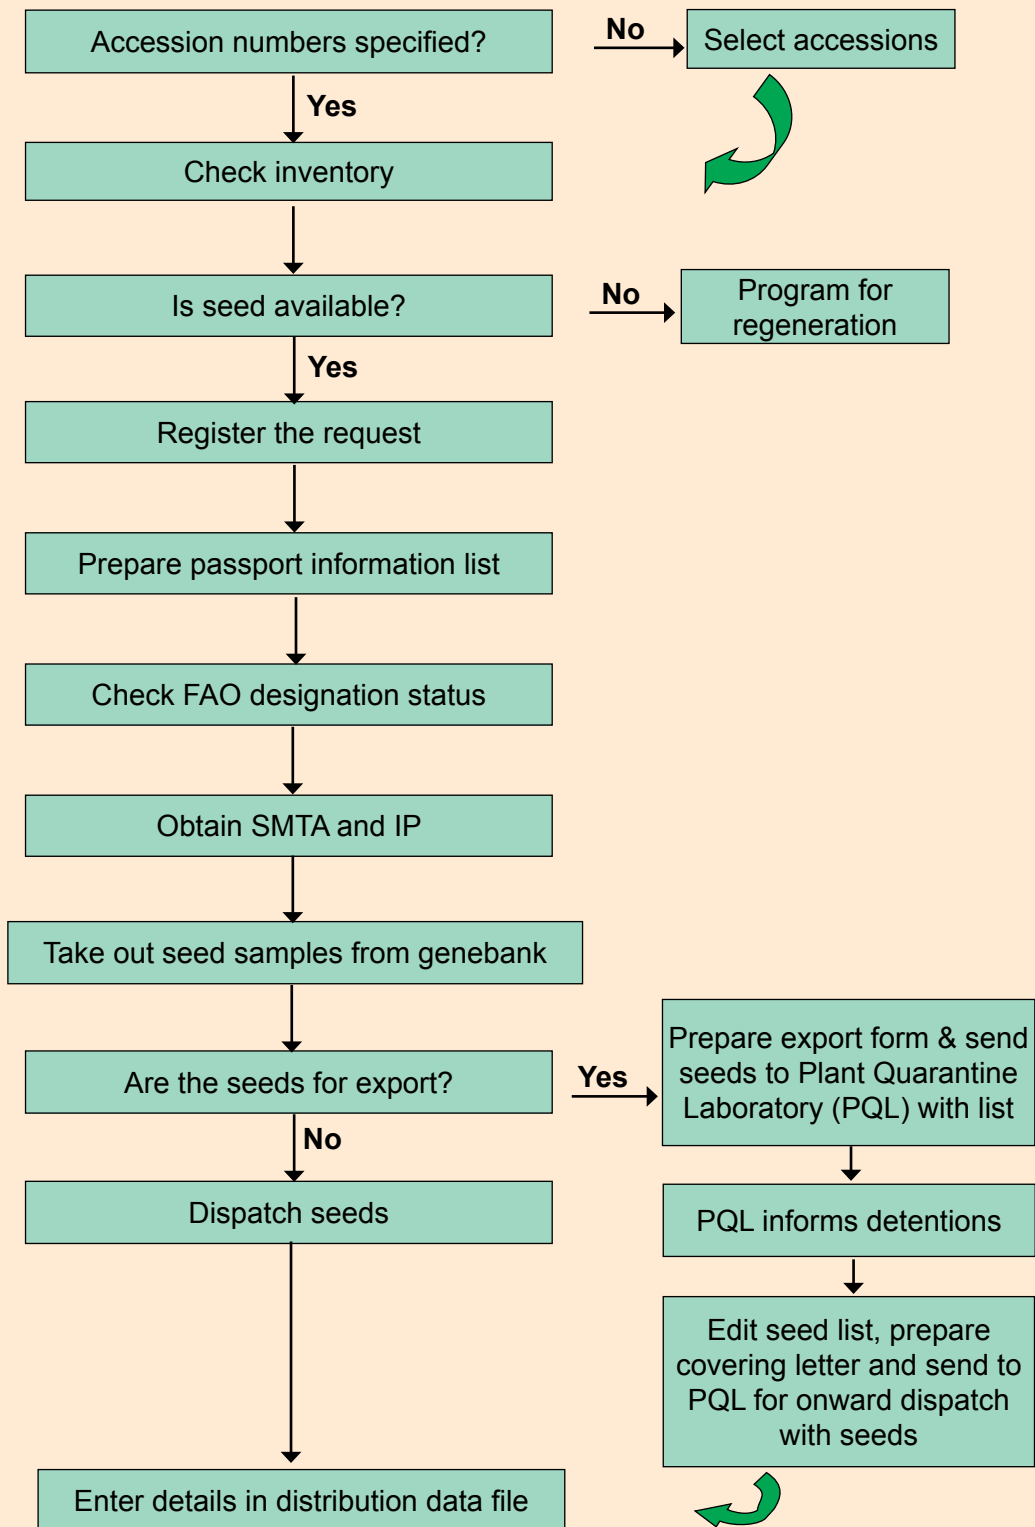 Accession numbers specified?
No
Select accessions
Yes
Check inventory
Is seed available?
No
Program for
regeneration
Yes
Register the request
Prepare passport information list
Check FAO designation status
Obtain SMTA and IP
Take out seed samples from genebank
Are the seeds for export?
Yes
Prepare export form & send
seeds to Plant Quarantine
Laboratory (PQL) with list
No
Dispatch seeds
PQL informs detentions
Edit seed list, prepare
covering letter and send to
PQL for onward dispatch
with seeds
Enter details in distribution data file